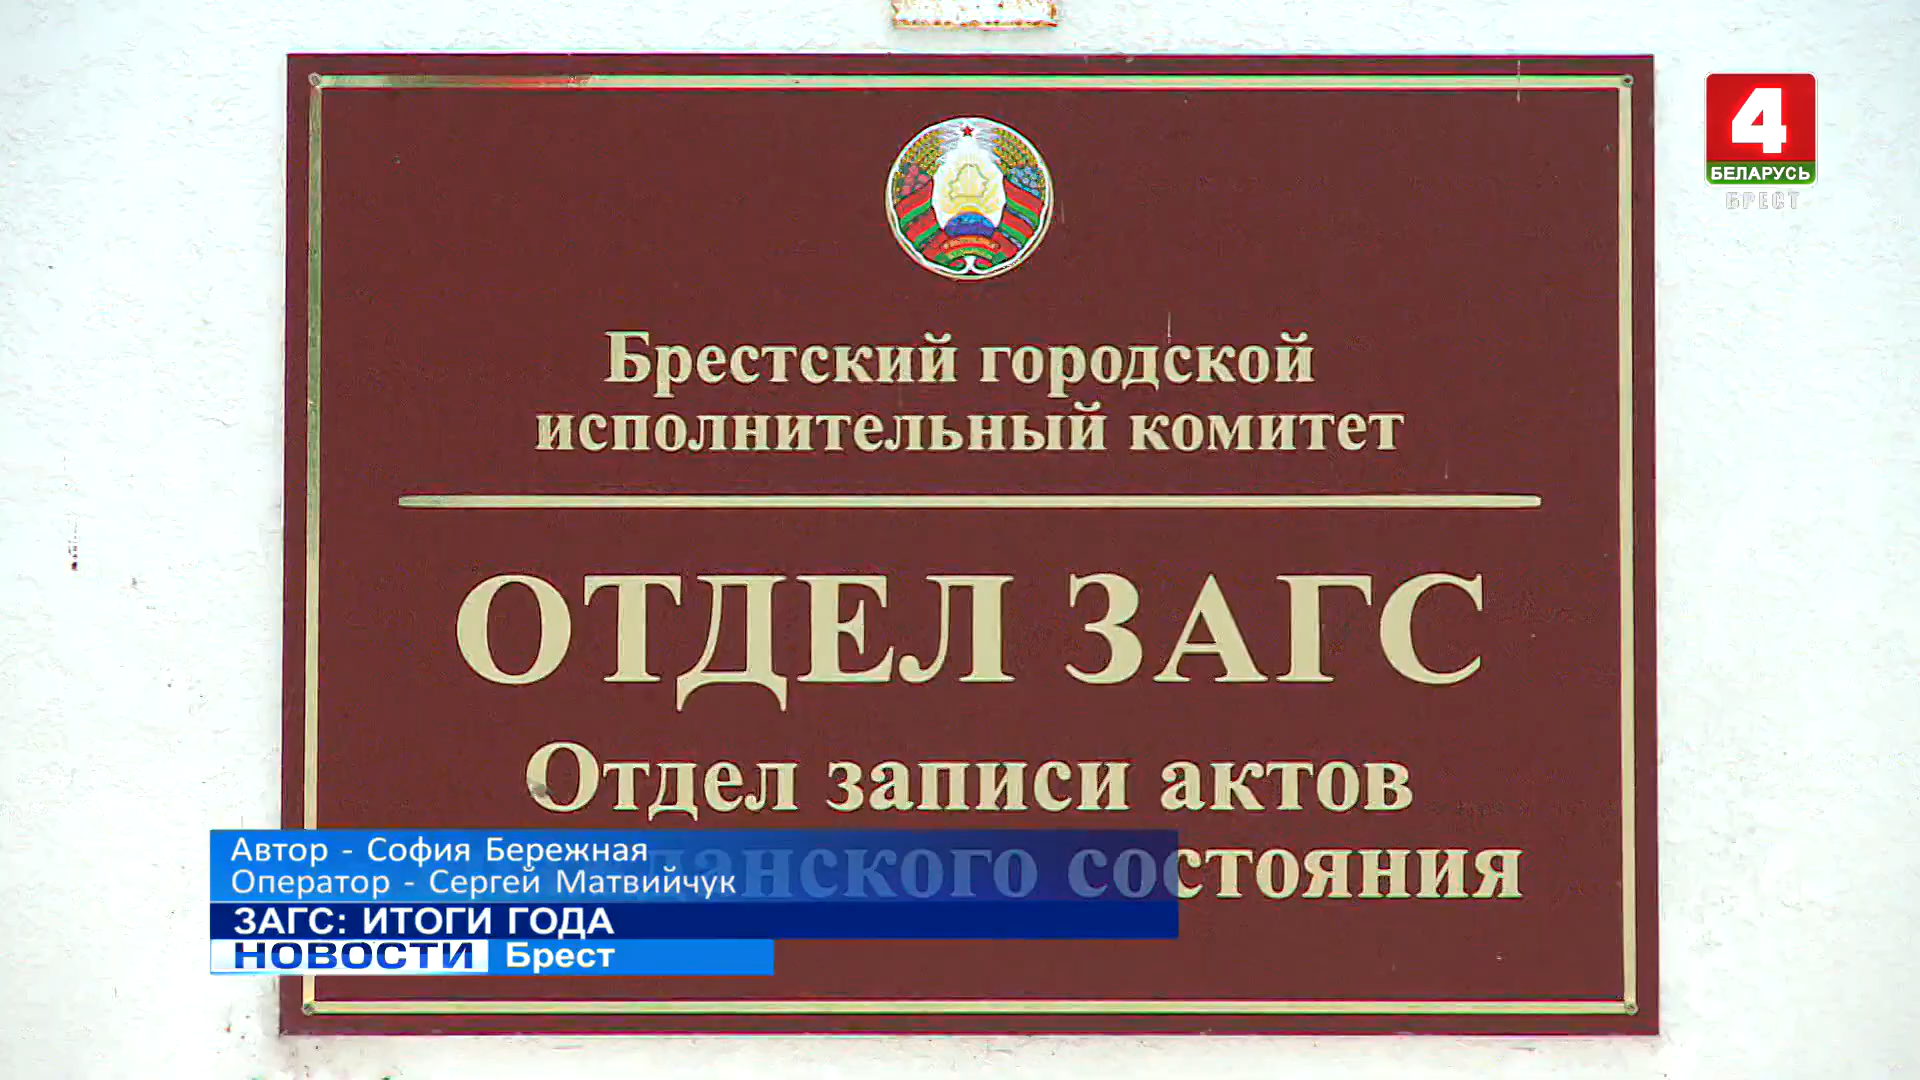 4
БЕЛАРУСЬ
БРЕСТ
Брестский городской
исполнительный комитет
ОТДЕЛ ЗАГС
Отдел записи актов
состояния
Автор - София Бережная
Оператор - Сергей Матвийчук
ЗАГС: ИТОГИ ГОДА
НОВОСТИ Брест